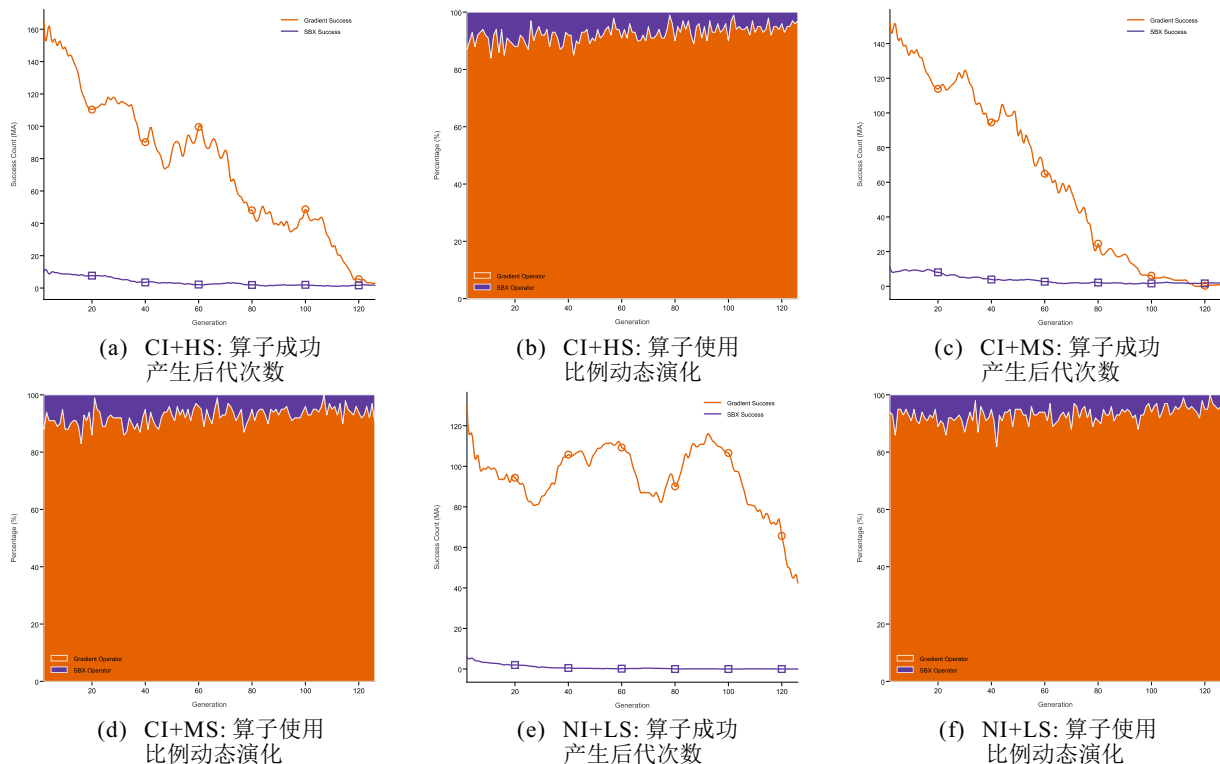 Gradient Success
SBX Success
160
140
120
100
80
60
40
20
0
Success Count (MA)
20 40 60 80 100 120
Generation
(a) CI+HS: 算子成功
产生后代次数
100
80
60
40
20
0
Percentage (%)
Gradient Operator
SBX Operator
20 40 60 80 100 120
Generation
(b) CI+HS: 算子使用
比例动态演化
Gradient Success
SBX Success
140
120
100
80
60
40
20
0
Success Count (MA)
20 40 60 80 100 120
Generation
(c) CI+MS: 算子成功
产生后代次数
100
80
60
40
20
0
Percentage (%)
Gradient Operator
SBX Operator
20 40 60 80 100 120
Generation
(d) CI+MS: 算子使用
比例动态演化
Gradient Success
SBX Success
120
100
80
60
40
20
0
Success Count (MA)
20 40 60 80 100 120
Generation
(e) NI+LS: 算子成功
产生后代次数
100
80
60
40
20
0
Percentage (%)
Gradient Operator
SBX Operator
20 40 60 80 100 120
Generation
(f) NI+LS: 算子使用
比例动态演化